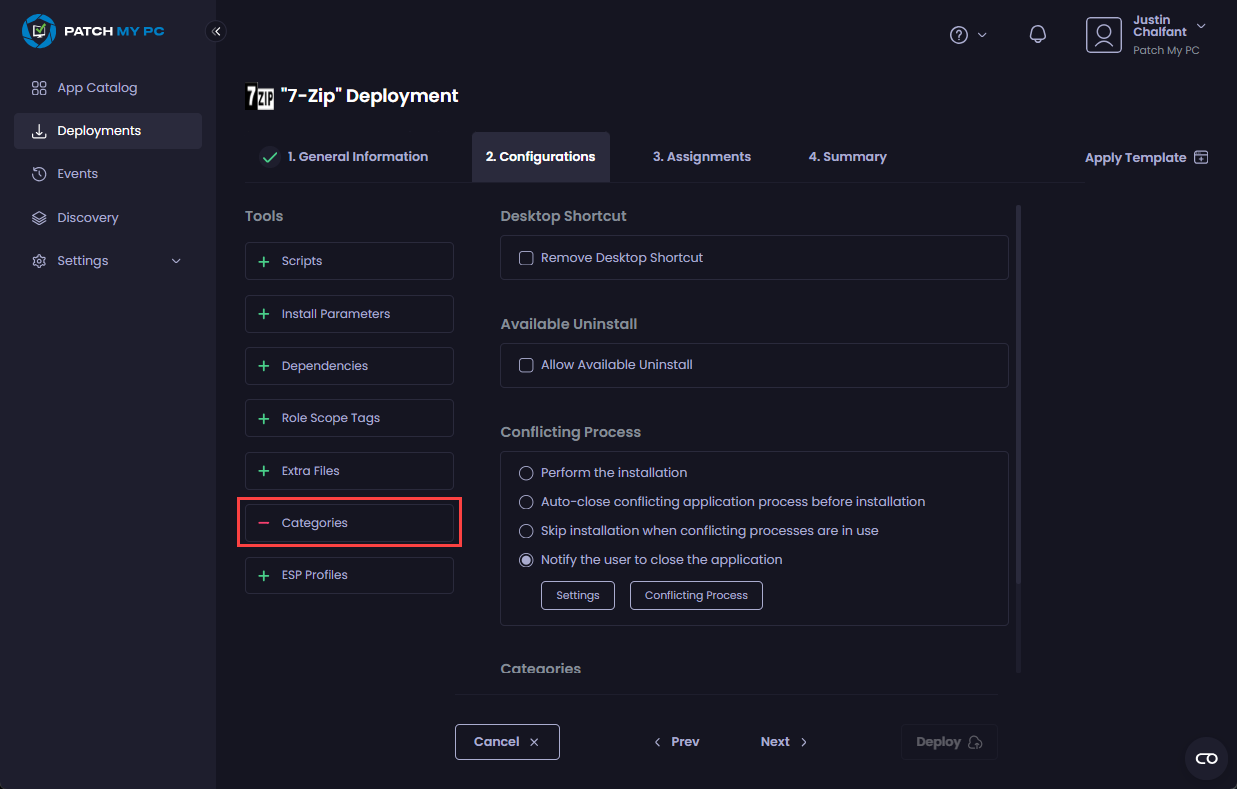 PATCH MY PC
Justin
Chalfant
Patch My PC
App Catalog
Deployments
Events
Discovery
Settings
7ZIP "7-Zip" Deployment
1. General Information
2. Configurations
3. Assignments
4. Summary
Apply Template
Tools
Scripts
Install Parameters
Dependencies
Role Scope Tags
Extra Files
Categories
ESP Profiles
Desktop Shortcut
Remove Desktop Shortcut
Available Uninstall
Allow Available Uninstall
Conflicting Process
Perform the installation
Auto-close conflicting application process before installation
Skip installation when conflicting processes are in use
Notify the user to close the application
Settings
Conflicting Process
Categories
Cancel
Prev
Next
Deploy